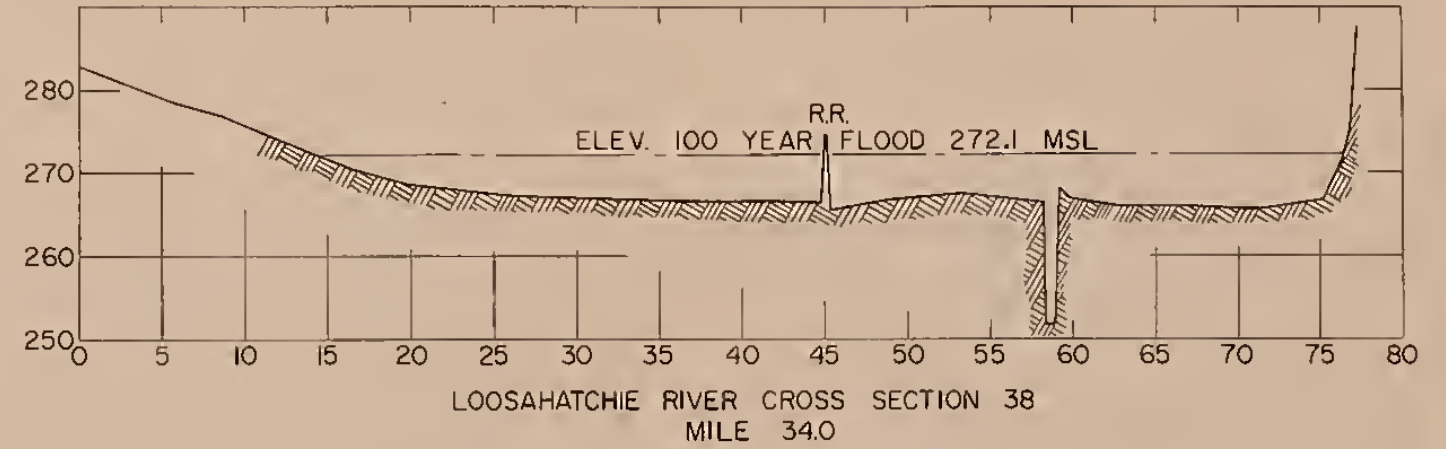 280
R.R.
ELEV. 100 YEAR FLOOD 272.1 MSL
270
260
250
0 5 10 15 20 25 30 35 40 45 50 55 60 65 70 75 80
LOOSAHATCHIE RIVER CROSS SECTION 38
MILE 34.0